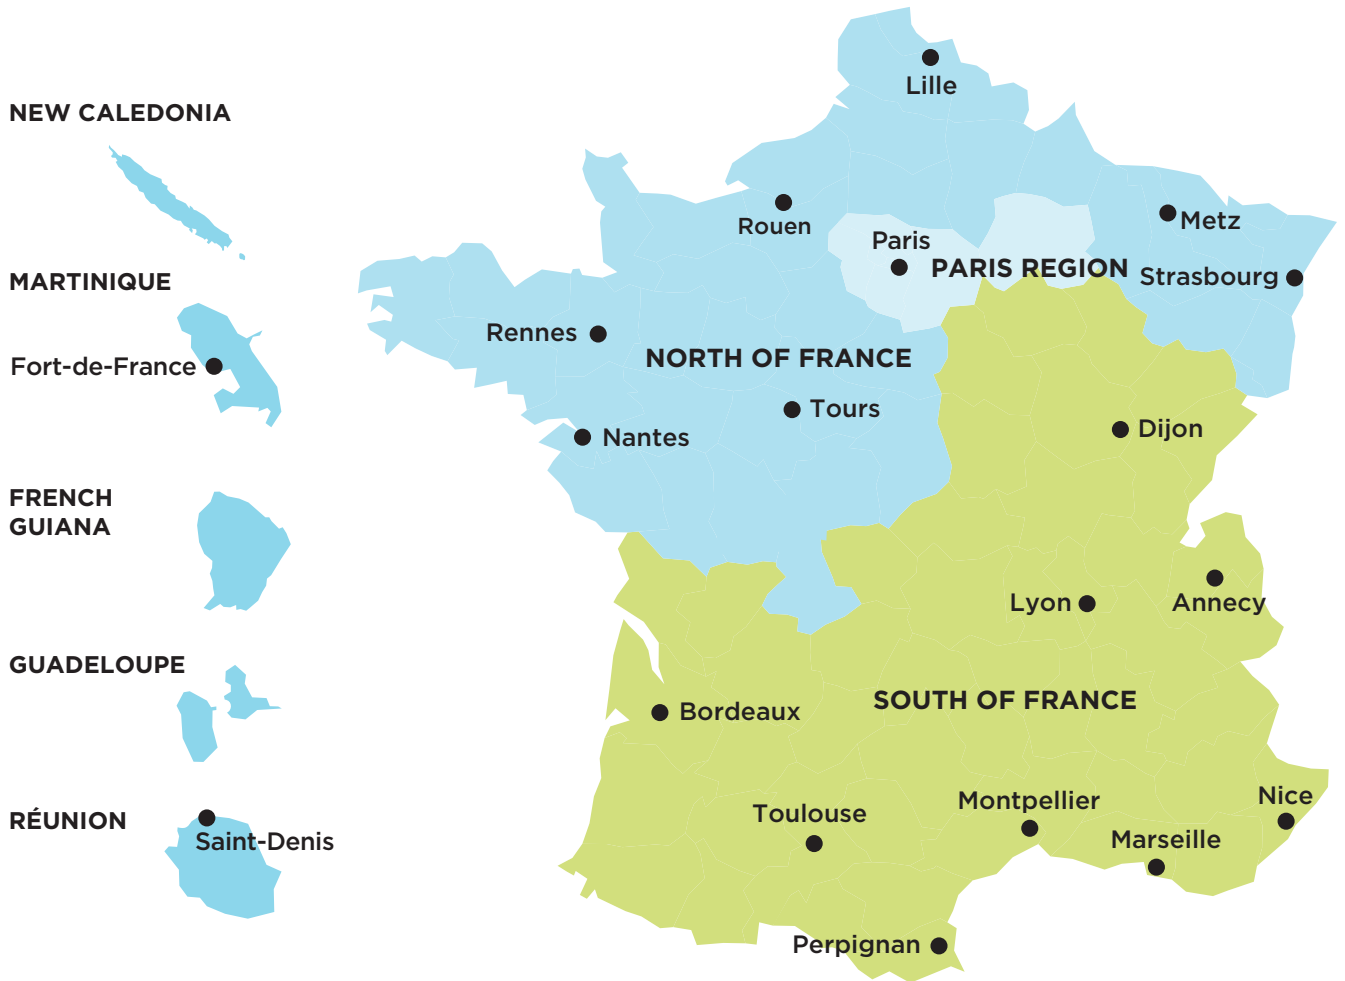 NEW CALEDONIA
MARTINIQUE
Fort-de-France
FRENCH
GUIANA
GUADELOUPE
RÉUNION
Saint-Denis
Lille
Rouen
Paris
PARIS REGION
Metz
Strasbourg
Rennes
NORTH OF FRANCE
Tours
Nantes
Dijon
Lyon
Annecy
SOUTH OF FRANCE
Bordeaux
Toulouse
Montpellier
Nice
Marseille
Perpignan